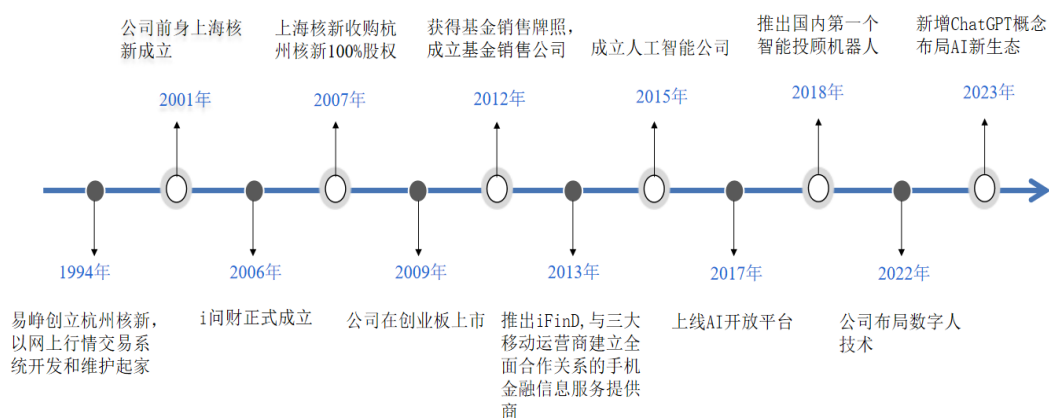 公司前身上海核
新成立
2001年
上海核新收购杭
州核新100%股权
2007年
获得基金销售牌照，
成立基金销售公司
2012年
成立人工智能公司
2015年
推出国内第一个
智能投顾机器人
2018年
新增ChatGPT概念
布局AI新生态
2023年
1994年
易峥创立杭州核新，
以网上行情交易系
统开发和维护起家
2006年
i问财正式成立
2009年
公司在创业板上市
2013年
推出iFinD,与三大
移动运营商建立全
面合作关系的手机
金融信息服务提供
商
2017年
上线AI开放平台
2022年
公司布局数字人
技术